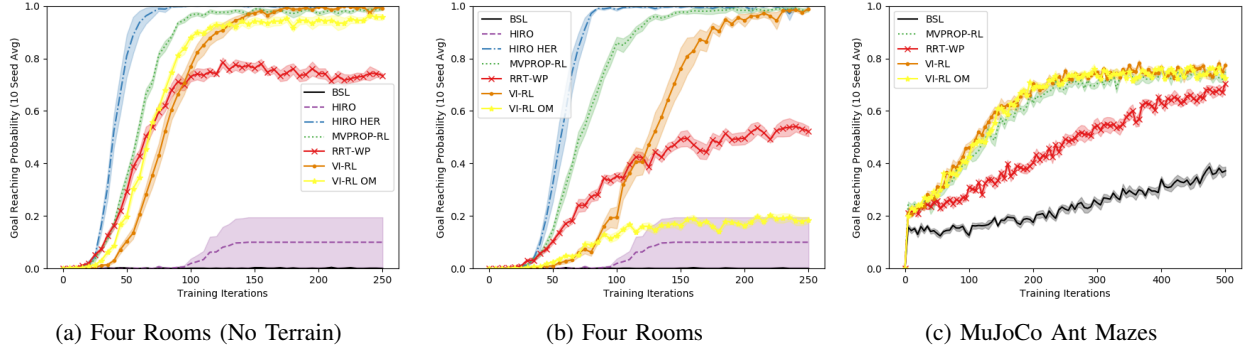 Goal Reaching Probability (10 Seed Avg)
1.0
0.8
0.6
0.4
0.2
0.0
0
50
100
150
200
250
Training Iterations
BSL
HIRO
HIRO HER
MVPROP-RL
RRT-WP
VI-RL
VI-RL OM
(a) Four Rooms (No Terrain)
Goal Reaching Probability (10 Seed Avg)
1.0
0.8
0.6
0.4
0.2
0.0
0
50
100
150
200
250
Training Iterations
BSL
HIRO
HIRO HER
MVPROP-RL
RRT-WP
VI-RL
VI-RL OM
(b) Four Rooms
Goal Reaching Probability (10 Seed Avg)
1.0
0.8
0.6
0.4
0.2
0.0
0
100
200
300
400
500
Training Iterations
BSL
MVPROP-RL
RRT-WP
VI-RL
VI-RL OM
(c) MuJoCo Ant Mazes